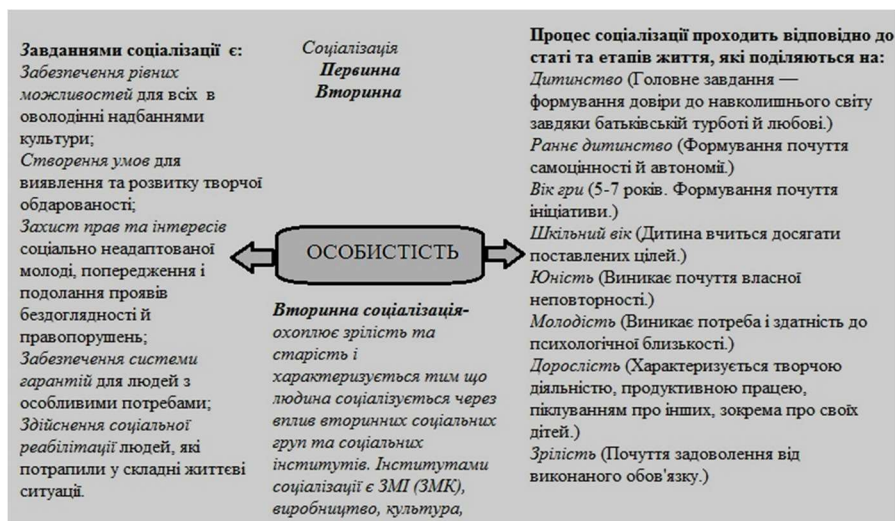 Завданнями соціалізації є:
Забезпечення рівних
можливостей для всіх в
оволодінні надбаннями
культури;
Створення умов для
виявлення та розвитку творчої
обдарованості;
Захист прав та інтересів
соціально неадаптованої
молоді, попередження і
подолання проявів
бездоглядності й
правопорушень;
Забезпечення системи
гарантій для людей з
особливими потребами;
Здійснення соціальної
реабілітації людей, які
потрапили у складні життєві
ситуації.
Соціалізація
Первинна
Вторинна
ОСОБИСТІСТЬ
Вторинна соціалізація-
охоплює зрілість та
старість і
характеризується тим що
людина соціалізується через
вплив вторинних соціальних
груп та соціальних
інститутів. Інститутами
соціалізації є ЗМІ (ЗМК),
виробництво, культура,
Процес соціалізації проходить відповідно до
статі та етапів життя, які поділяються на:
Дитинство (Головне завдання —
формування довіри до навколишнього світу
завдяки батьківській турботі й любові.)
Раннє дитинство (Формування почуття
самоцінності й автономії.)
Вік гри (5-7 років. Формування почуття
ініціативи.)
Шкільний вік (Дитина вчиться досягати
поставлених цілей.)
Юність (Виникає почуття власної
неповторності.)
Молодість (Виникає потреба і здатність до
психологічної близькості.)
Дорослість (Характеризується творчою
діяльністю, продуктивною працею,
піклуванням про інших, зокрема про своїх
дітей.)
Зрілість (Почуття задоволення від
виконаного обов'язку.)